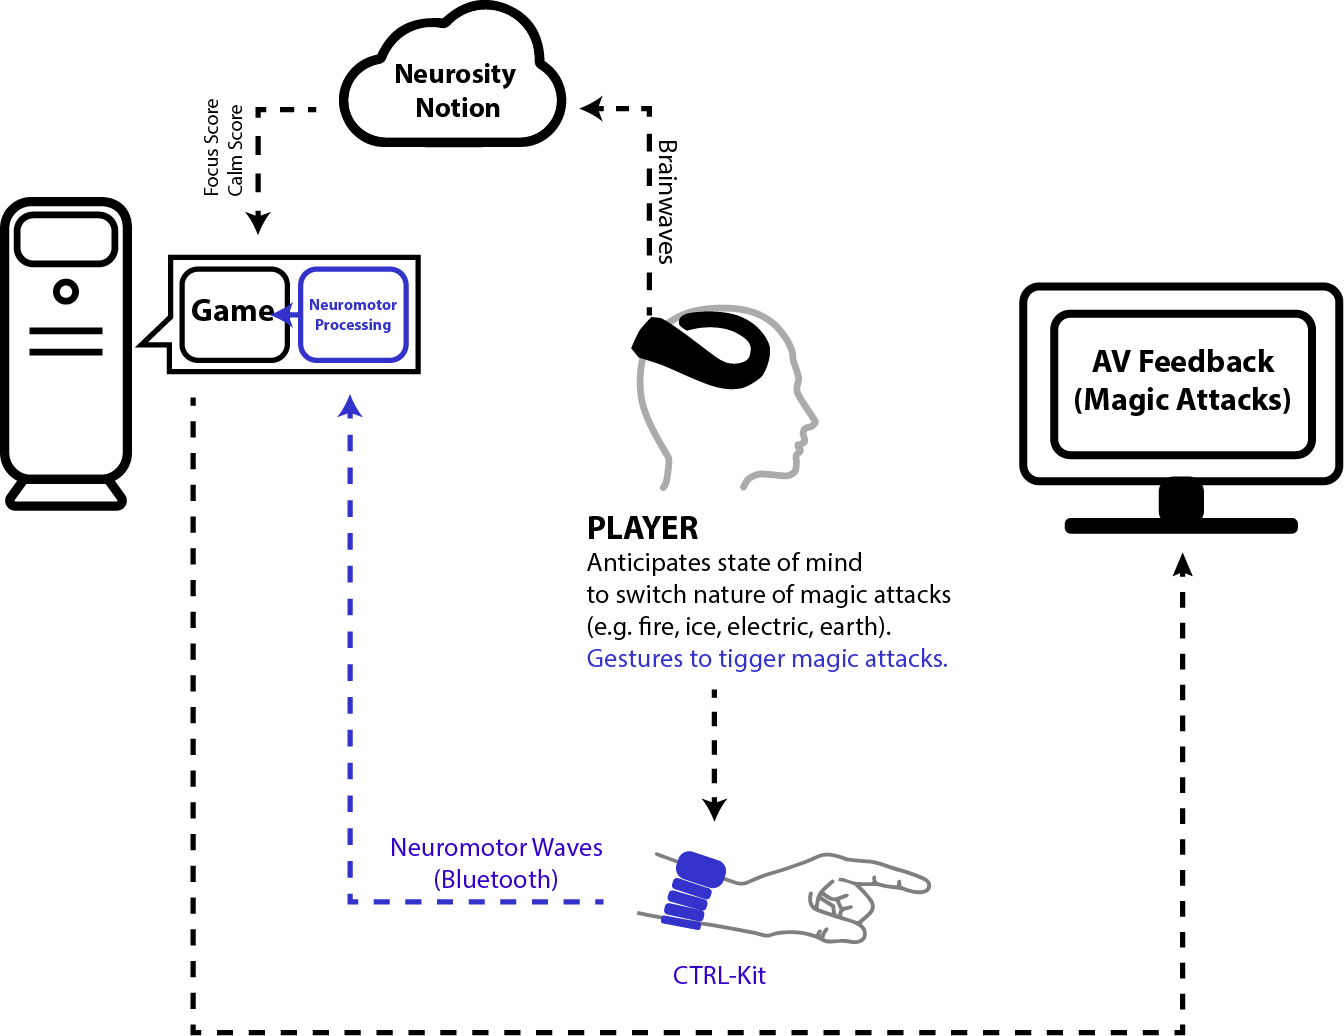 Neurosity
Notion
Focus Score
Calm Score
Brainwaves
Game
Neuromotor
Processing
AV Feedback
(Magic Attacks)
PLAYER
Anticipates state of mind
to switch nature of magic attacks
(e.g. fire, ice, electric, earth).
Gestures to tigger magic attacks.
Neuromotor Waves
(Bluetooth)
CTRL-Kit